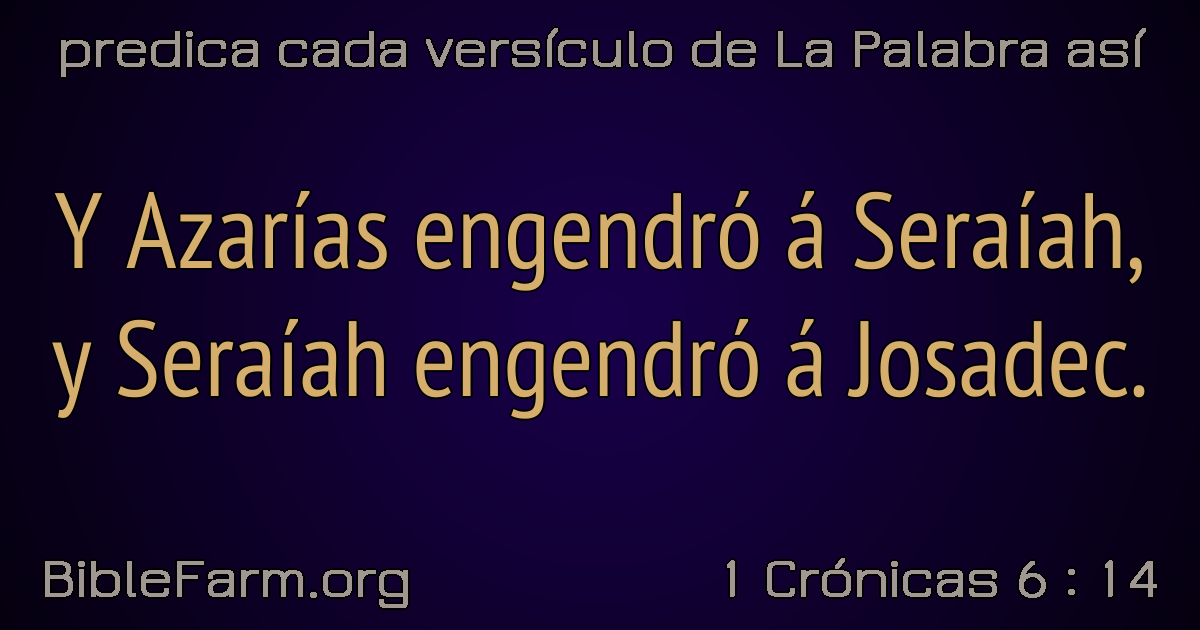 predica cada versículo de La Palabra así
Y Azarías engendró á Seraíah,
y Seraíah engendró á Josadec.
BibleFarm.org
1 Crónicas 6 : 14